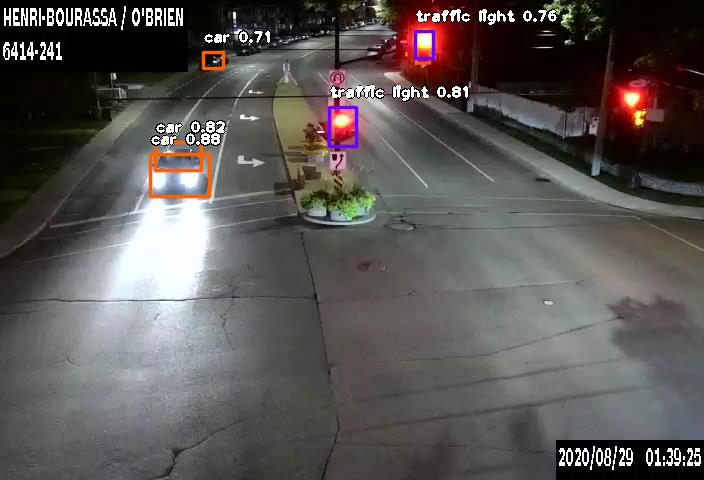 HENRI-BOURASSA / O'BRIEN
6414-241
traffic light 0.76
car 0.71
traffic light 0.81
car 0.82
car 0.88
2020/08/29 01:39:25